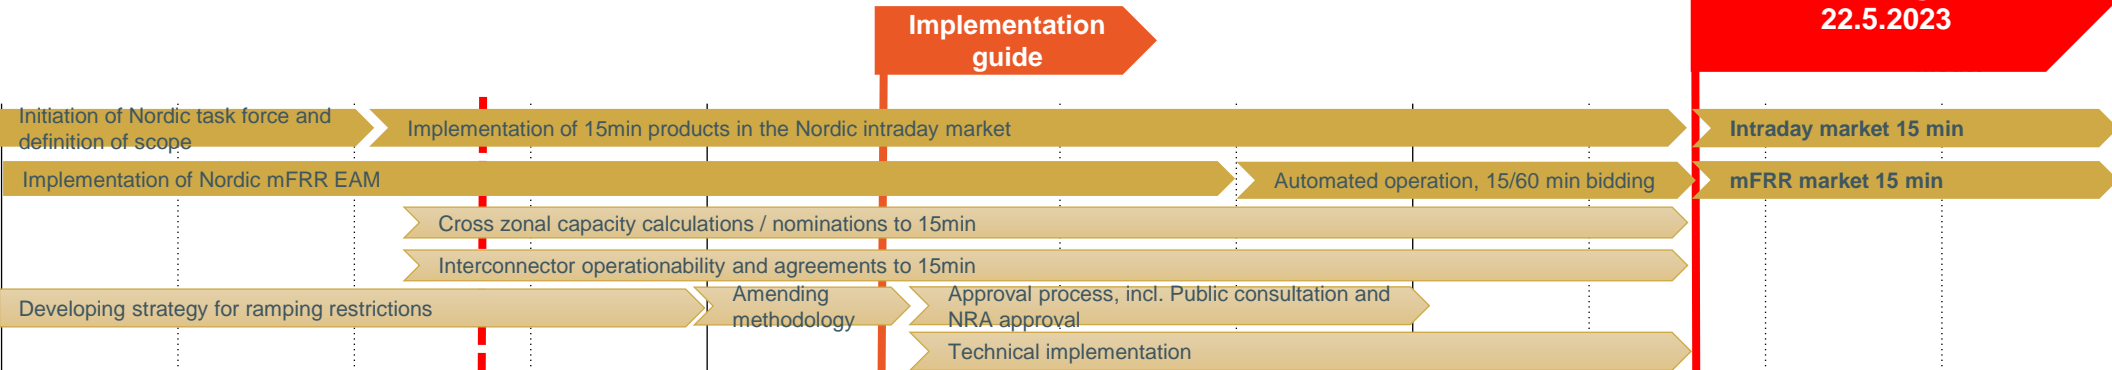 Implementation
guide
22.5.2023
Initiation of Nordic task force and
definition of scope
Implementation of 15min products in the Nordic intraday market
Intraday market 15 min
Implementation of Nordic mFRR EAM
Automated operation, 15/60 min bidding
mFRR market 15 min
Cross zonal capacity calculations / nominations to 15min
Interconnector operationability and agreements to 15min
Developing strategy for ramping restrictions
Amending
methodology
Approval process, incl. Public consultation and
NRA approval
Technical implementation